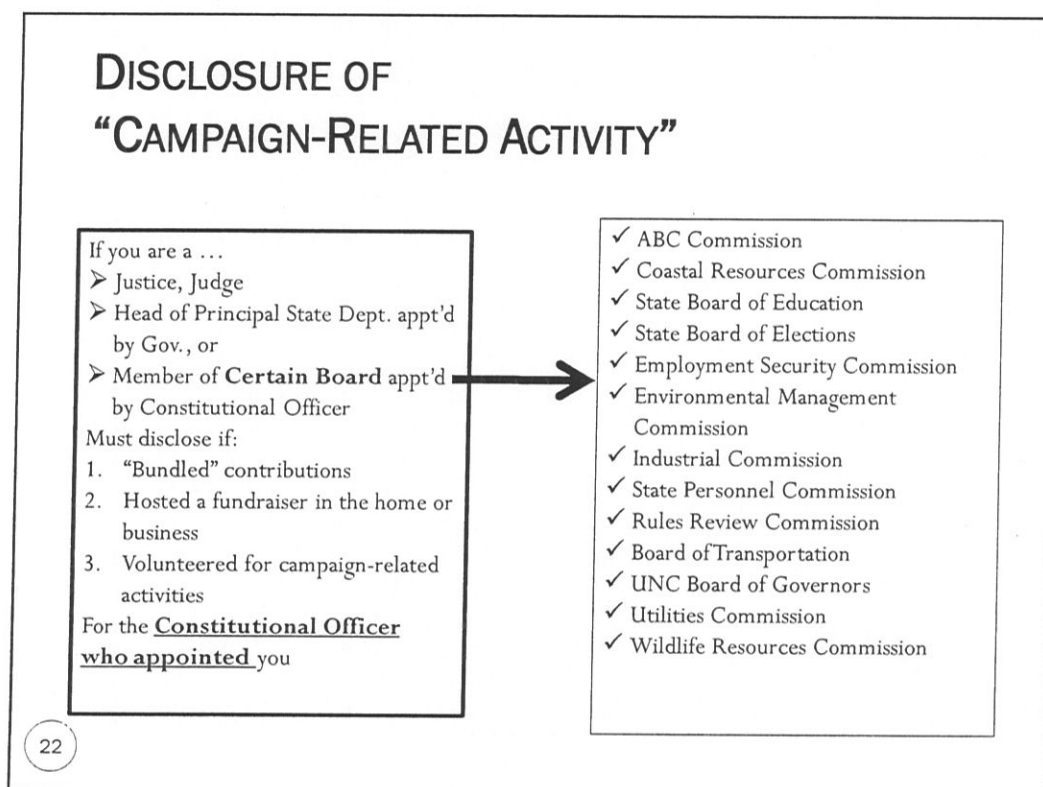 DISCLOSURE OF
“CAMPAIGN-RELATED ACTIVITY”
If you are a ...
➢ Justice, Judge
➢ Head of Principal State Dept. appt’d
by Gov., or
➢ Member of Certain Board appt’d
by Constitutional Officer
Must disclose if:
1. “Bundled” contributions
2. Hosted a fundraiser in the home or
business
3. Volunteered for campaign-related
activities
For the Constitutional Officer
who appointed you
✓ ABC Commission
✓ Coastal Resources Commission
✓ State Board of Education
✓ State Board of Elections
✓ Employment Security Commission
✓ Environmental Management
Commission
✓ Industrial Commission
✓ State Personnel Commission
✓ Rules Review Commission
✓ Board of Transportation
✓ UNC Board of Governors
✓ Utilities Commission
✓ Wildlife Resources Commission
22